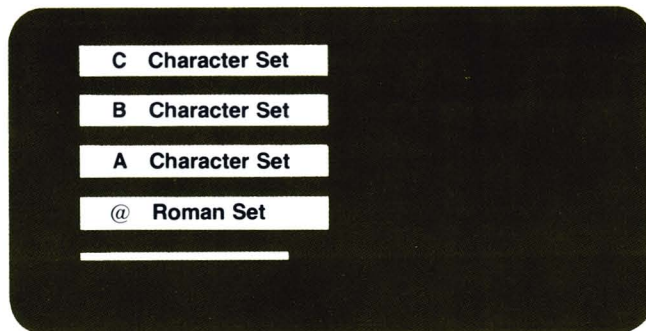 C Character Set
B Character Set
A Character Set
@ Roman Set